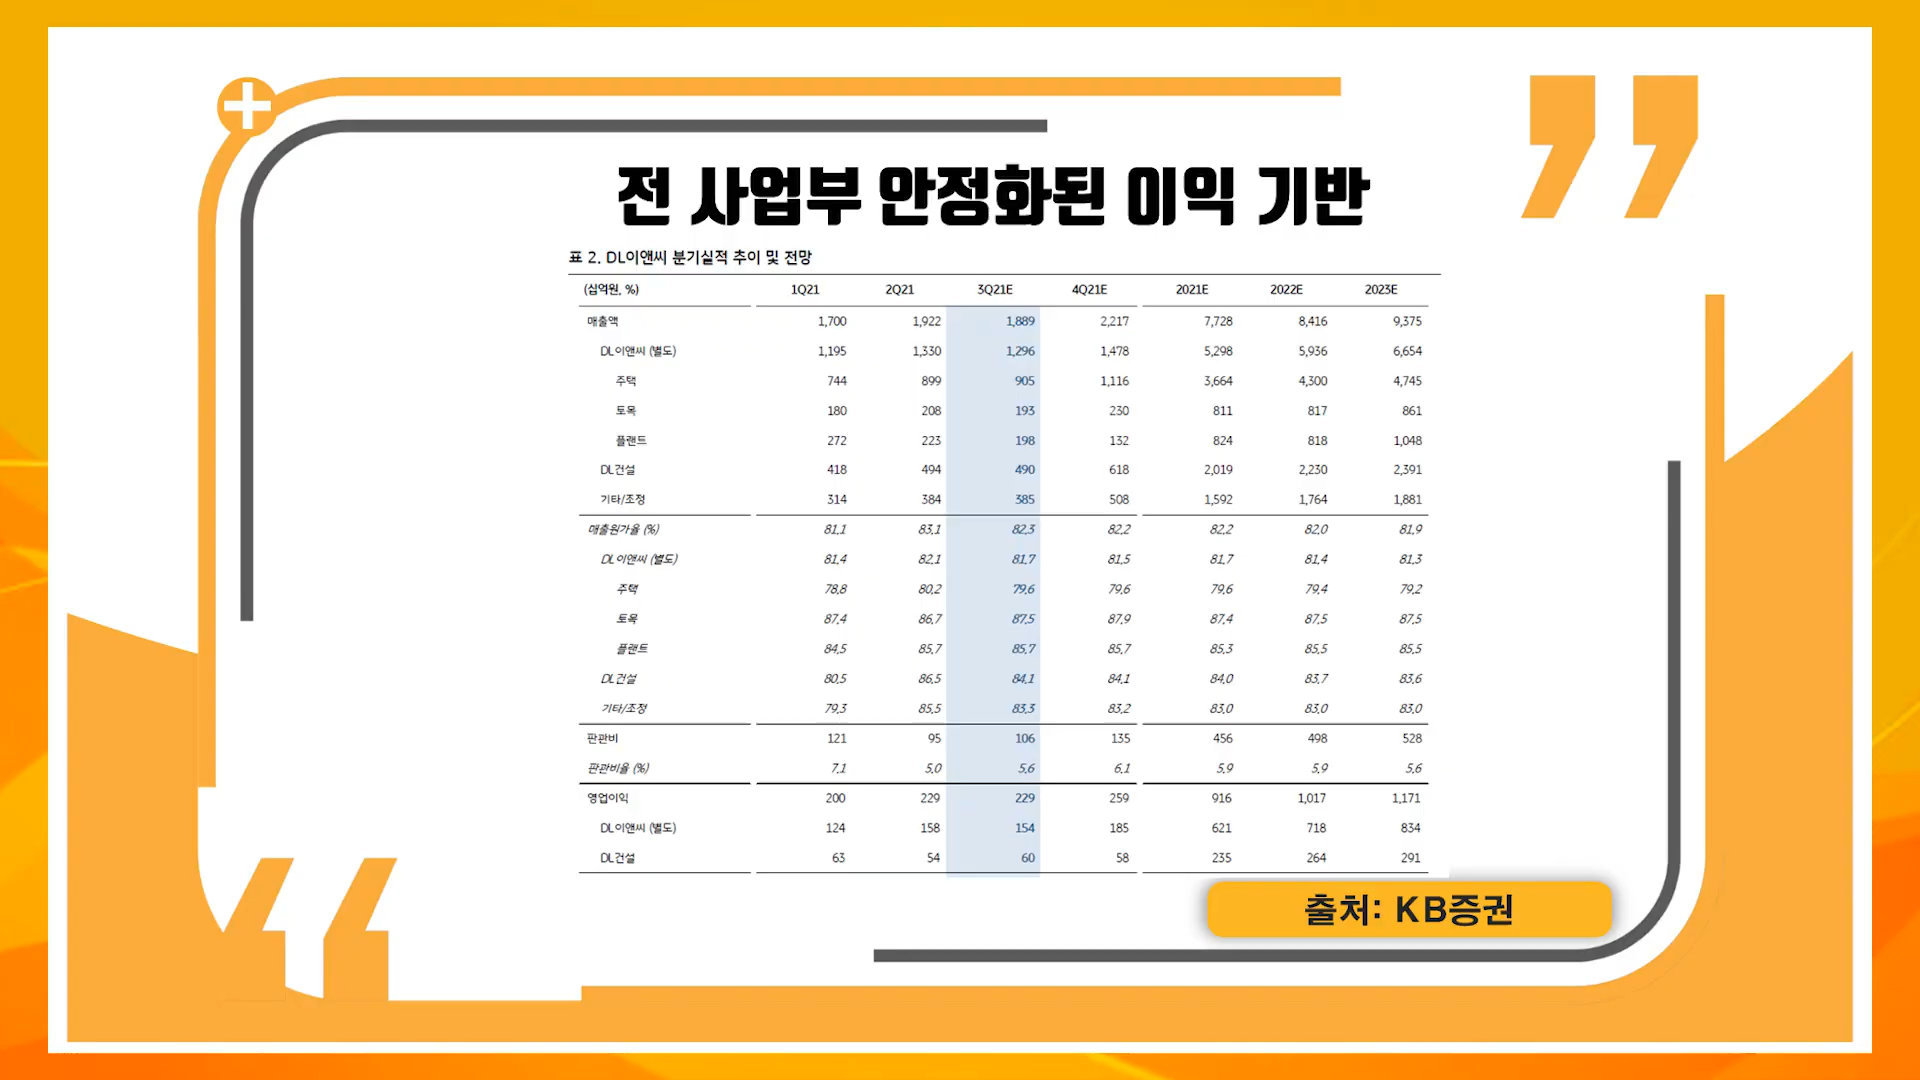 전 사업부 안정화된 이익 기반
표 2. DL이앤씨 분기실적 추이 및 전망
(십억원, %) 1Q21 2Q21 3Q21E 4Q21E 2021E 2022E 2023E
매출액 1,700 1,922 1,889 2,217 7,728 8,416 9,375
DL이앤씨 (별도) 1,195 1,330 1,296 1,478 5,298 5,936 6,654
주택 744 899 905 1,116 3,664 4,300 4,745
토목 180 208 193 230 811 817 861
플랜트 272 223 198 132 824 818 1,048
DL건설 418 494 490 618 2,019 2,230 2,391
기타/조정 314 384 385 508 1,592 1,764 1,881
매출원가율 (%) 81.1 83.1 82.3 82.2 82.2 82.0 81.9
DL이앤씨 (별도) 81.4 82.1 81.7 81.5 81.7 81.4 81.3
주택 78.8 80.2 79.6 79.6 79.6 79.4 79.2
토목 87.4 86.7 87.5 87.9 87.4 87.5 87.5
플랜트 84.5 85.7 85.7 85.7 85.3 85.5 85.5
DL건설 80.5 86.5 84.1 84.1 84.0 83.7 83.6
기타/조정 79.3 85.5 83.3 83.2 83.0 83.0 83.0
판관비 121 95 106 135 456 498 528
판관비율 (%) 7.1 5.0 5.6 6.1 5.9 5.9 5.6
영업이익 200 229 229 259 916 1,017 1,171
DL이앤씨 (별도) 124 158 154 185 621 718 834
DL건설 63 54 60 58 235 264 291
출처: KB증권